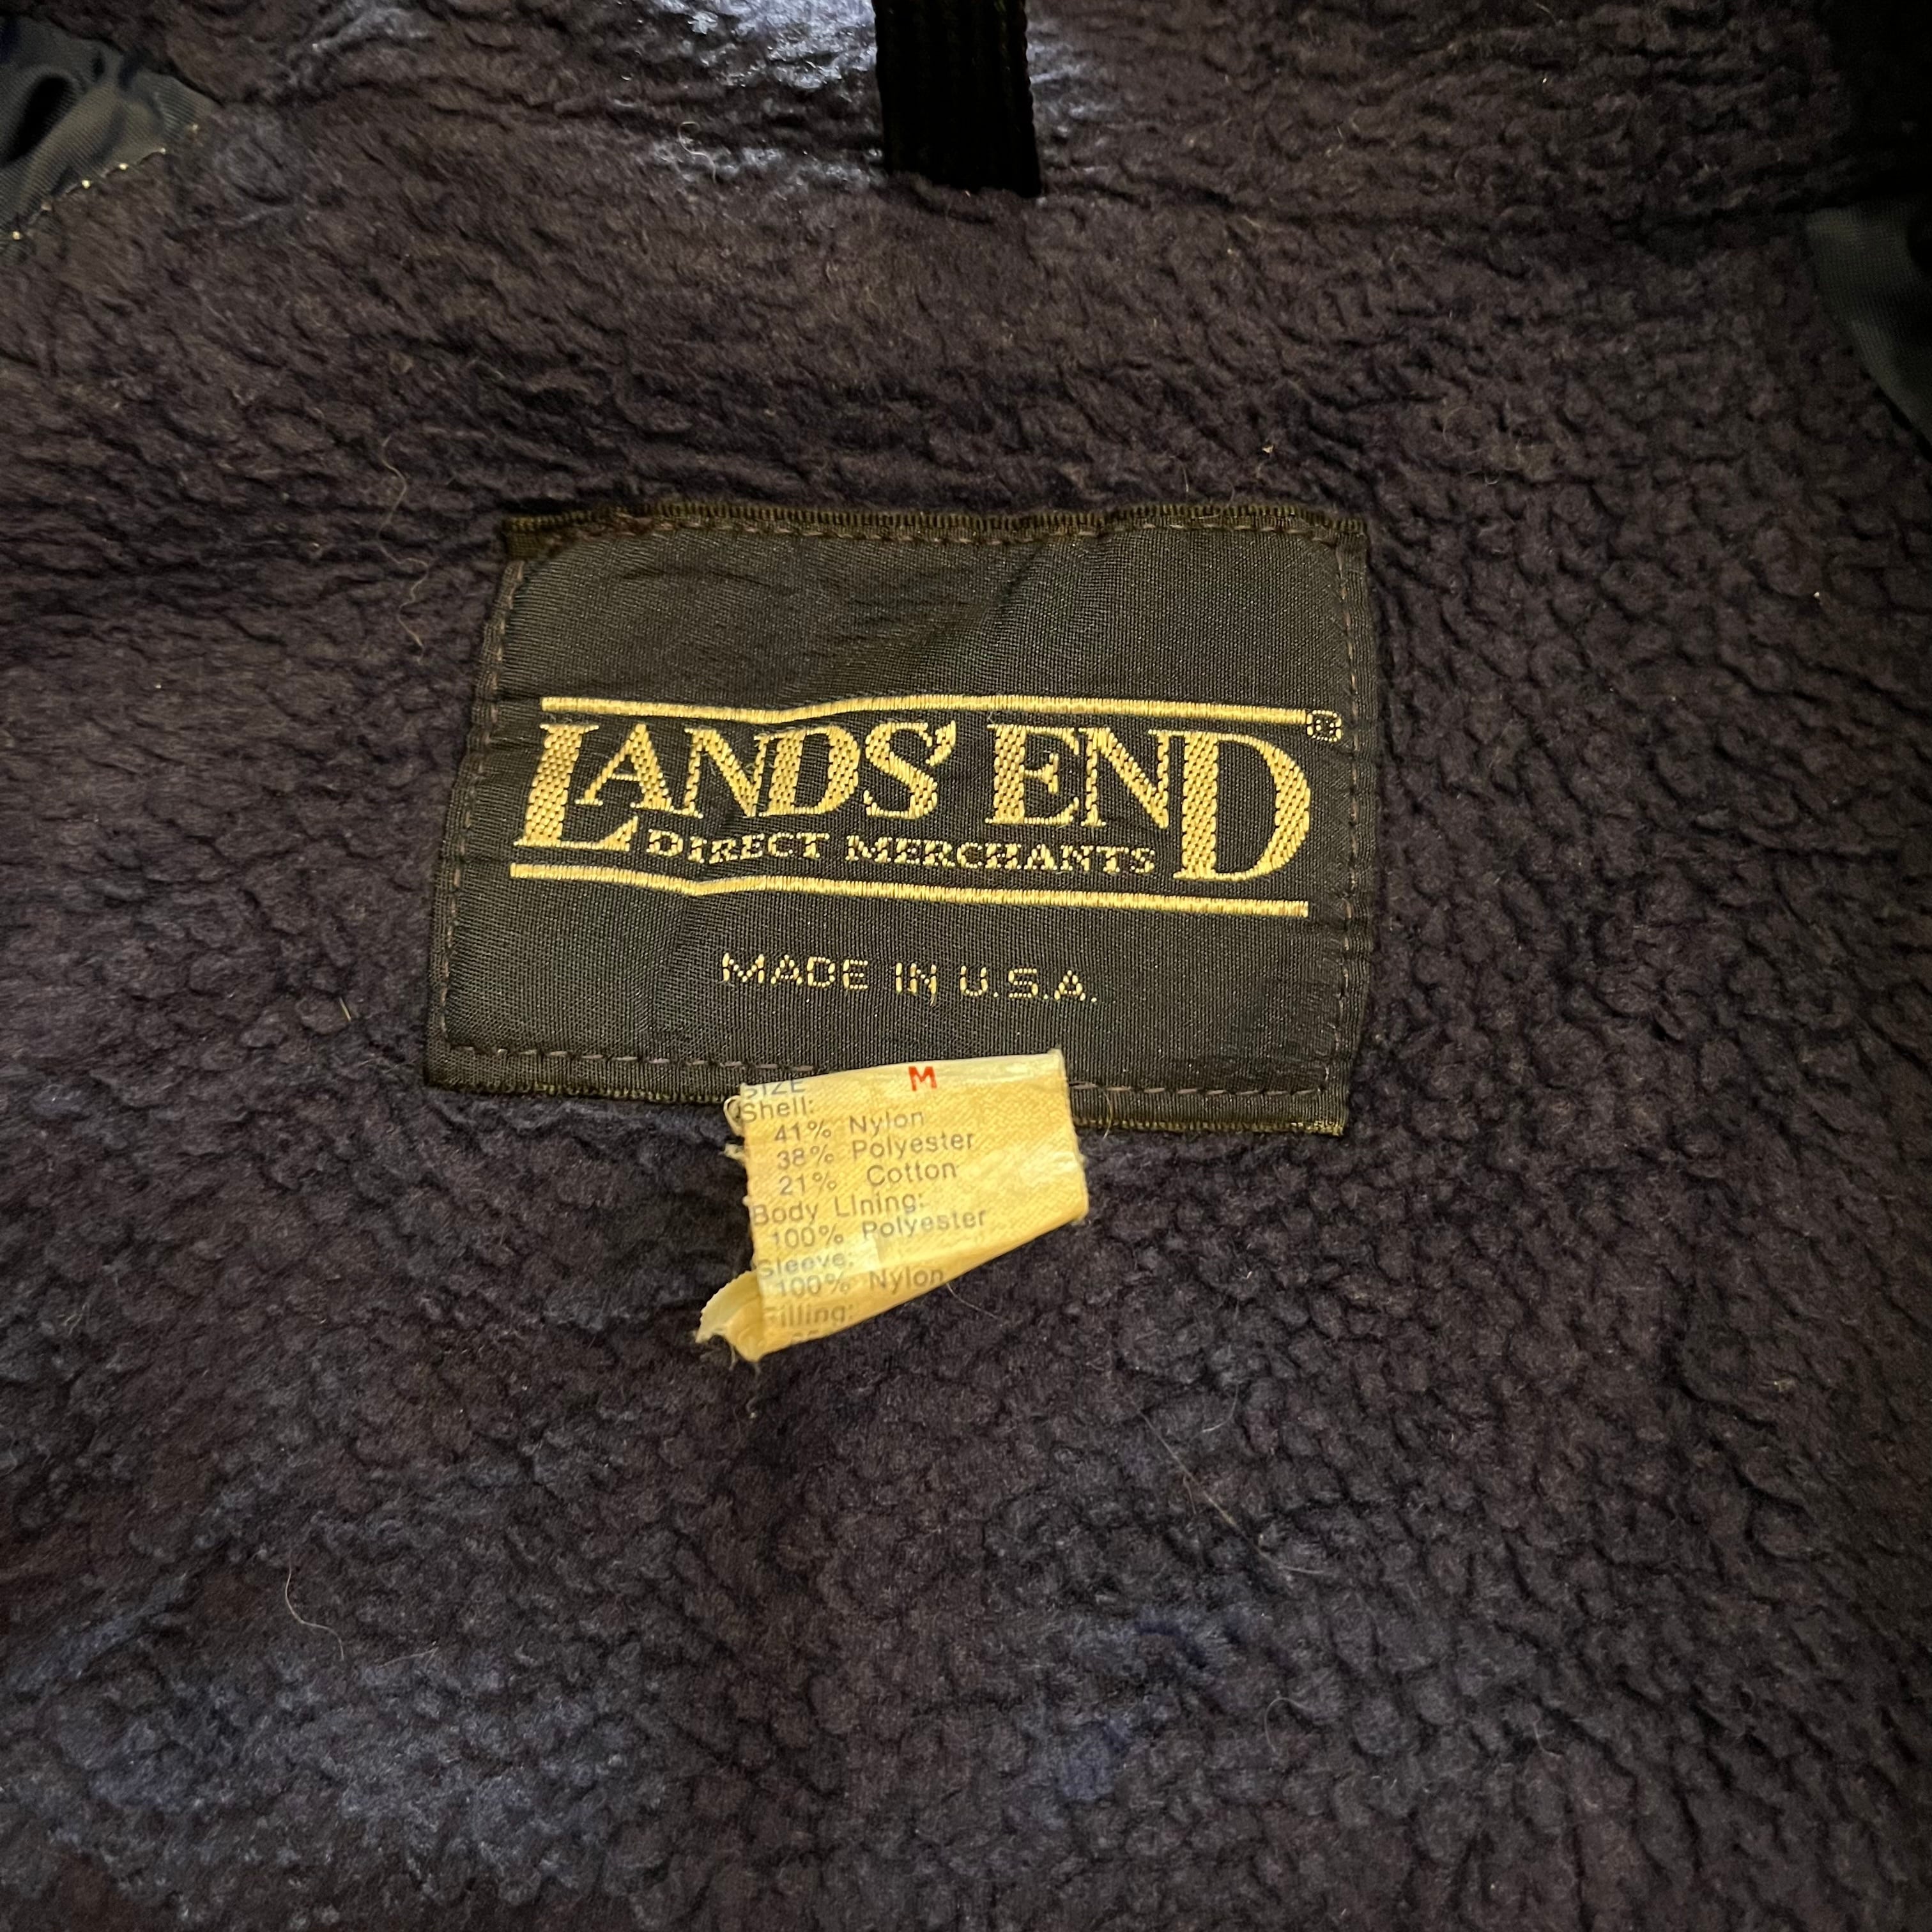 LANDS' END®
DIRECT MERCHANTS
MADE IN U.S.A.
SIZE M
Shell:
41% Nylon
38% Polyester
21% Cotton
Body Lining:
100% Polyester
Sleeve:
100% Nylon
Filling: